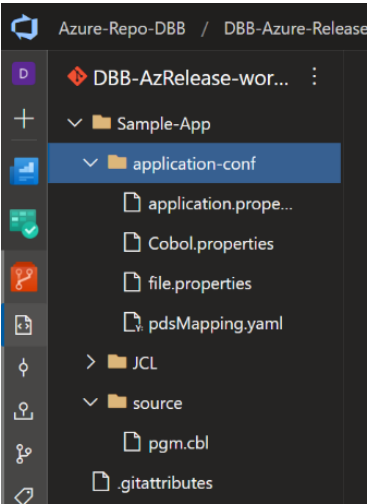 Azure-Repo-DBB / DBB-Azure-Release
D
DBB-AzRelease-wor...
Sample-App
application-conf
application.prope...
Cobol.properties
file.properties
pdsMapping.yaml
JCL
source
pgm.cbl
.gitattributes